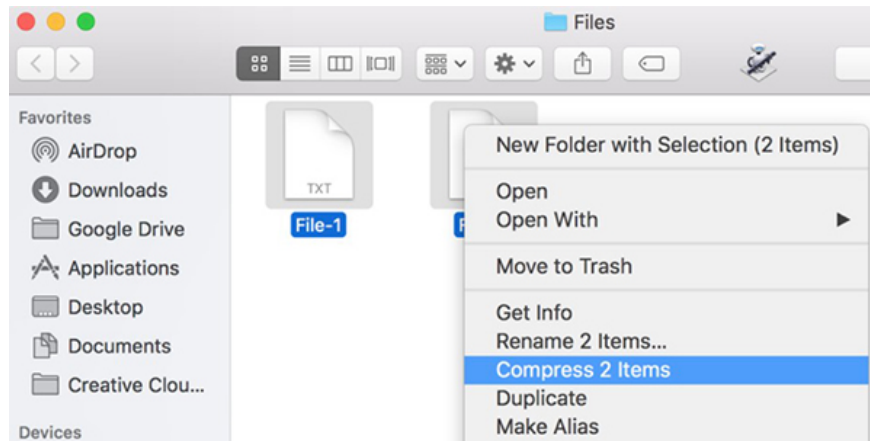 Files
Favorites
AirDrop
Downloads
Google Drive
Applications
Desktop
Documents
Creative Clou...
Devices
TXT
File-1
New Folder with Selection (2 Items)
Open
Open With
Move to Trash
Get Info
Rename 2 Items...
Compress 2 Items
Duplicate
Make Alias